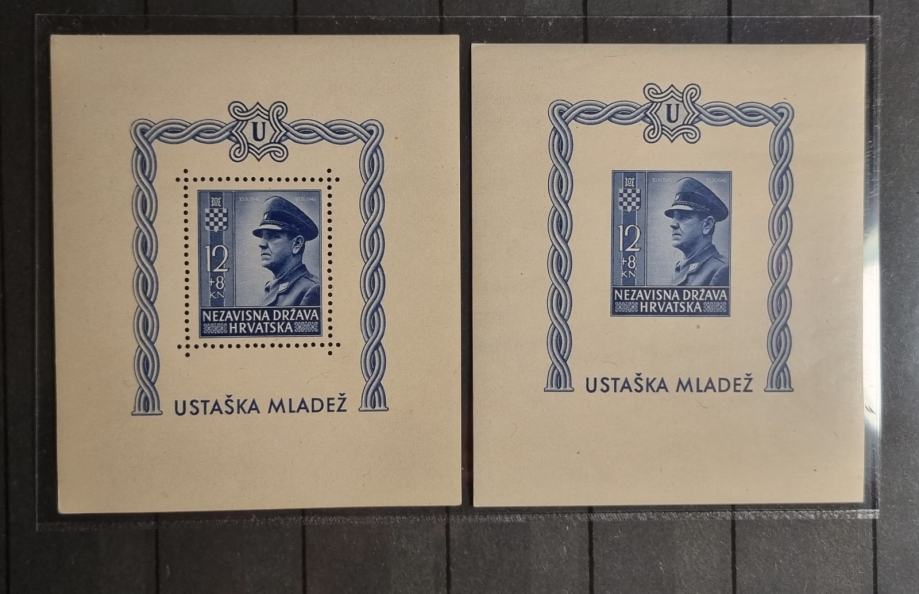 U
12
+8
KN
NEZAVISNA DRŽAVA
HRVATSKA
USTAŠKA MLADEŽ
U
12
+8
KN
NEZAVISNA DRŽAVA
HRVATSKA
USTAŠKA MLADEŽ